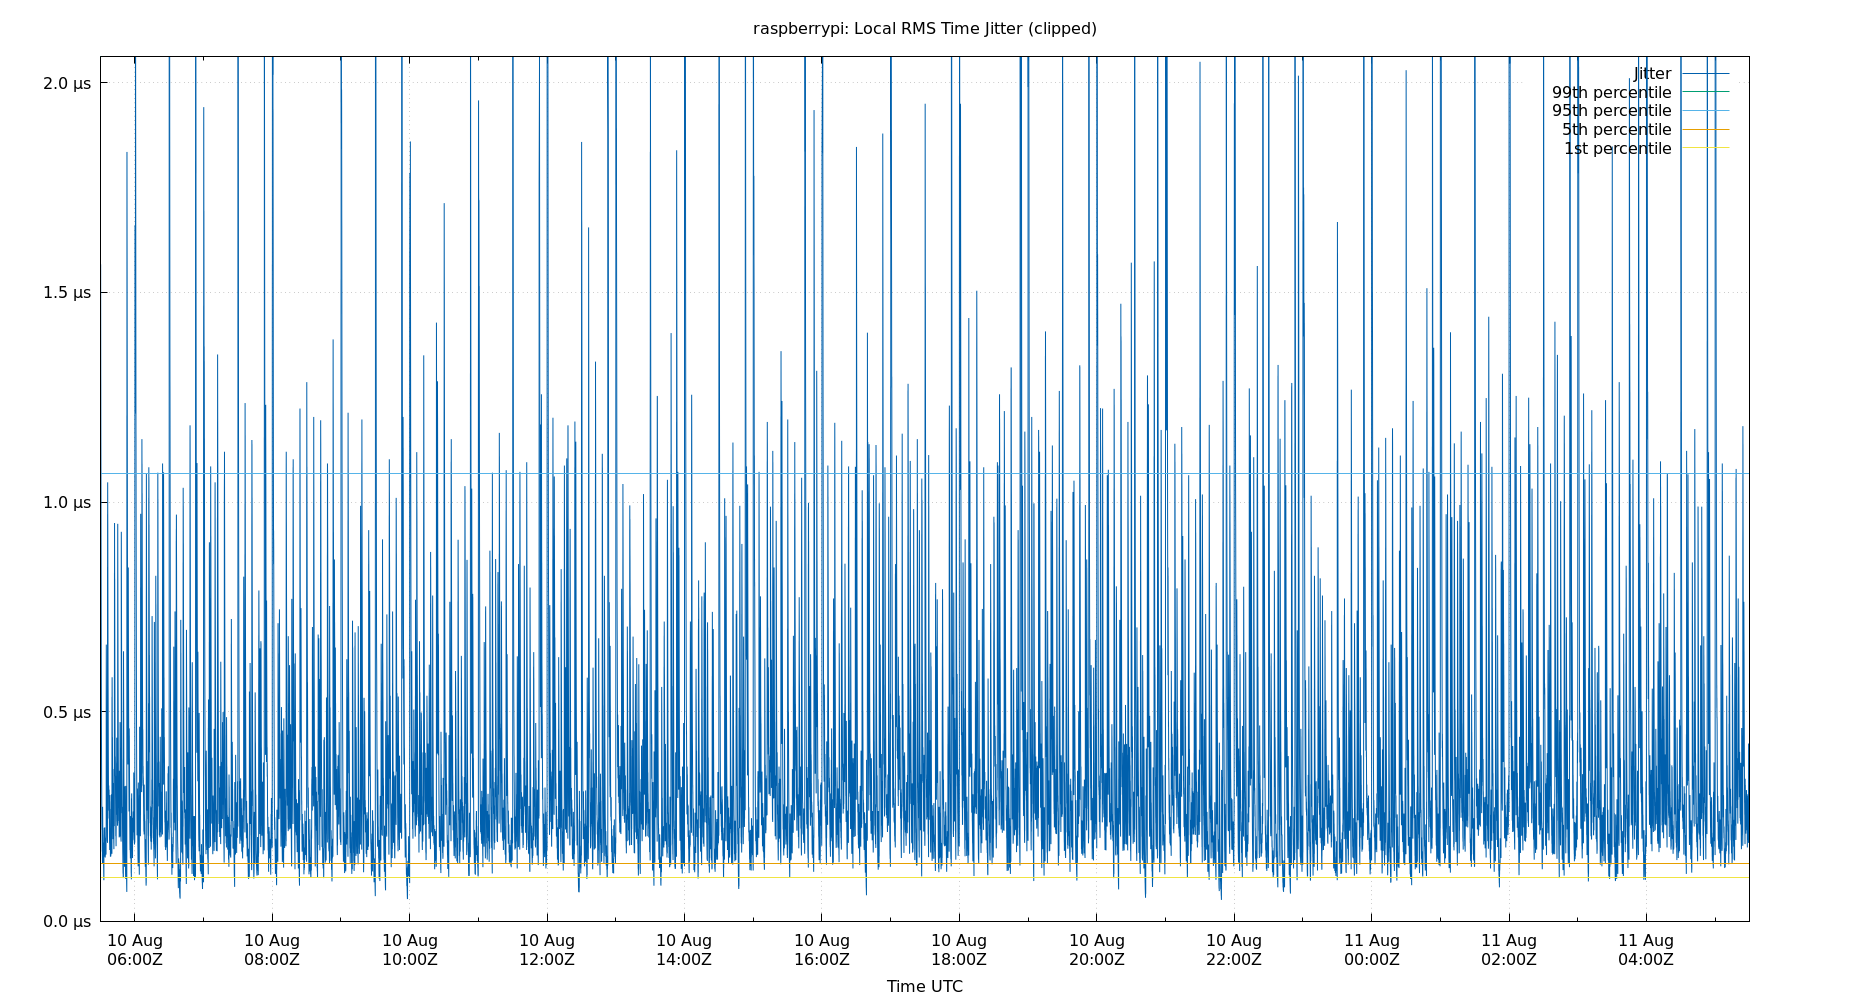 raspberrypi: Local RMS Time Jitter (clipped)
Jitter
99th percentile
95th percentile
5th percentile
1st percentile
2.0 µs
1.5 µs
1.0 µs
0.5 µs
0.0 µs
10 Aug 10 Aug 10 Aug 10 Aug 10 Aug 10 Aug 10 Aug 10 Aug 10 Aug 11 Aug 11 Aug 11 Aug
06:00Z 08:00Z 10:00Z 12:00Z 14:00Z 16:00Z 18:00Z 20:00Z 22:00Z 00:00Z 02:00Z 04:00Z
Time UTC